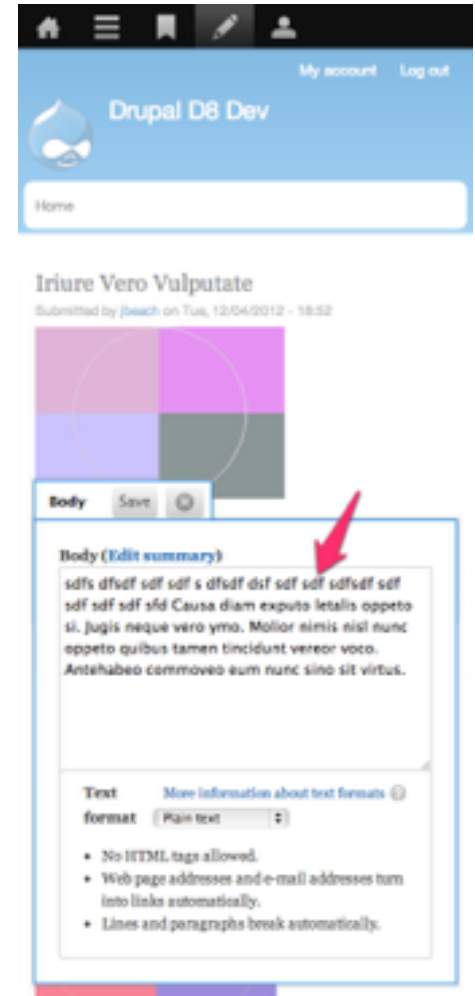 My account Log out
Drupal D8 Dev
Home
Iriure Vero Vulputate
Submitted by jbeach on Tue, 12/04/2012 - 18:52
Body Save
Body (Edit summary)
sdfs dfsdf sdf sdf s dfsdf dsf sdf sdf sdfsdf sdf
sdf sdf sdf sfd Causa diam exputo letalis oppeto
si. Jugis neque vero ymo. Molior nimis nisl nunc
oppeto quibus tamen tincidunt vereor voco.
Antehabeo commoveo eum nunc sino sit virtus.
Text More information about text formats ?
format Plain text
• No HTML tags allowed.
• Web page addresses and e-mail addresses turn
into links automatically.
• Lines and paragraphs break automatically.